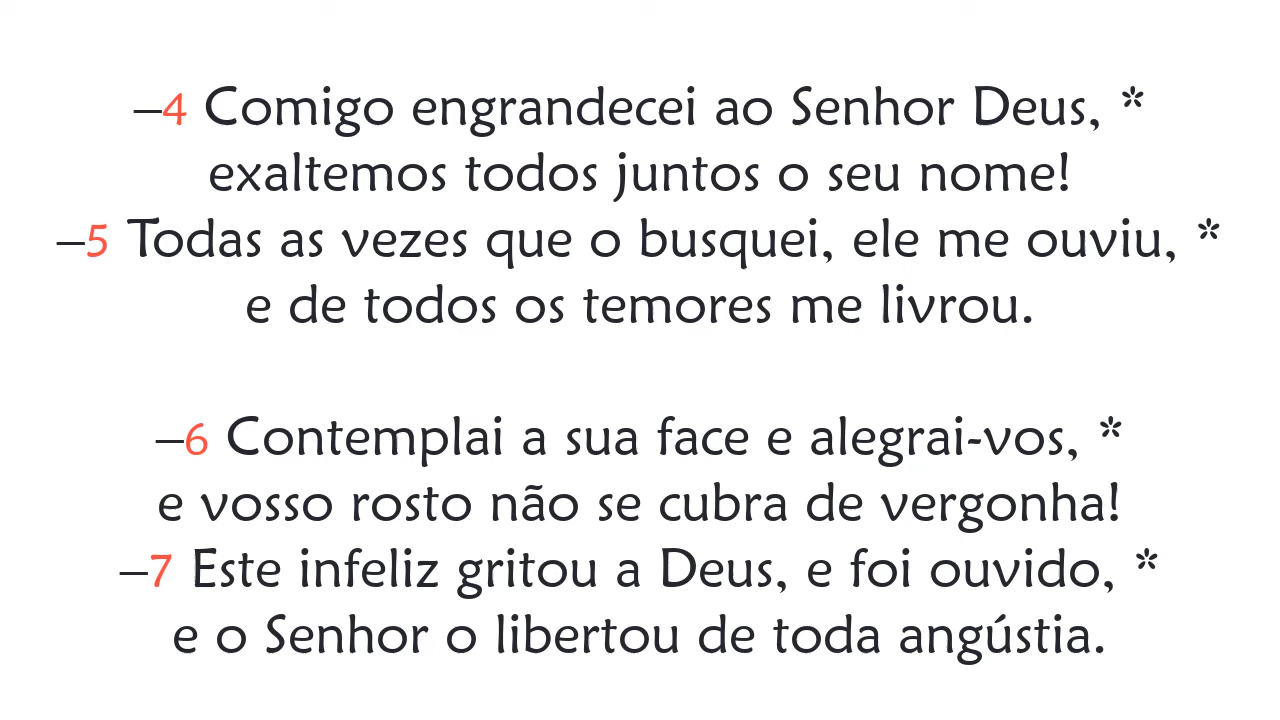 –4 Comigo engrandecei ao Senhor Deus, *
exaltemos todos juntos o seu nome!
–5 Todas as vezes que o busquei, ele me ouviu, *
e de todos os temores me livrou.
–6 Contemplai a sua face e alegrai-vos, *
e vosso rosto não se cubra de vergonha!
–7 Este infeliz gritou a Deus, e foi ouvido, *
e o Senhor o libertou de toda angústia.